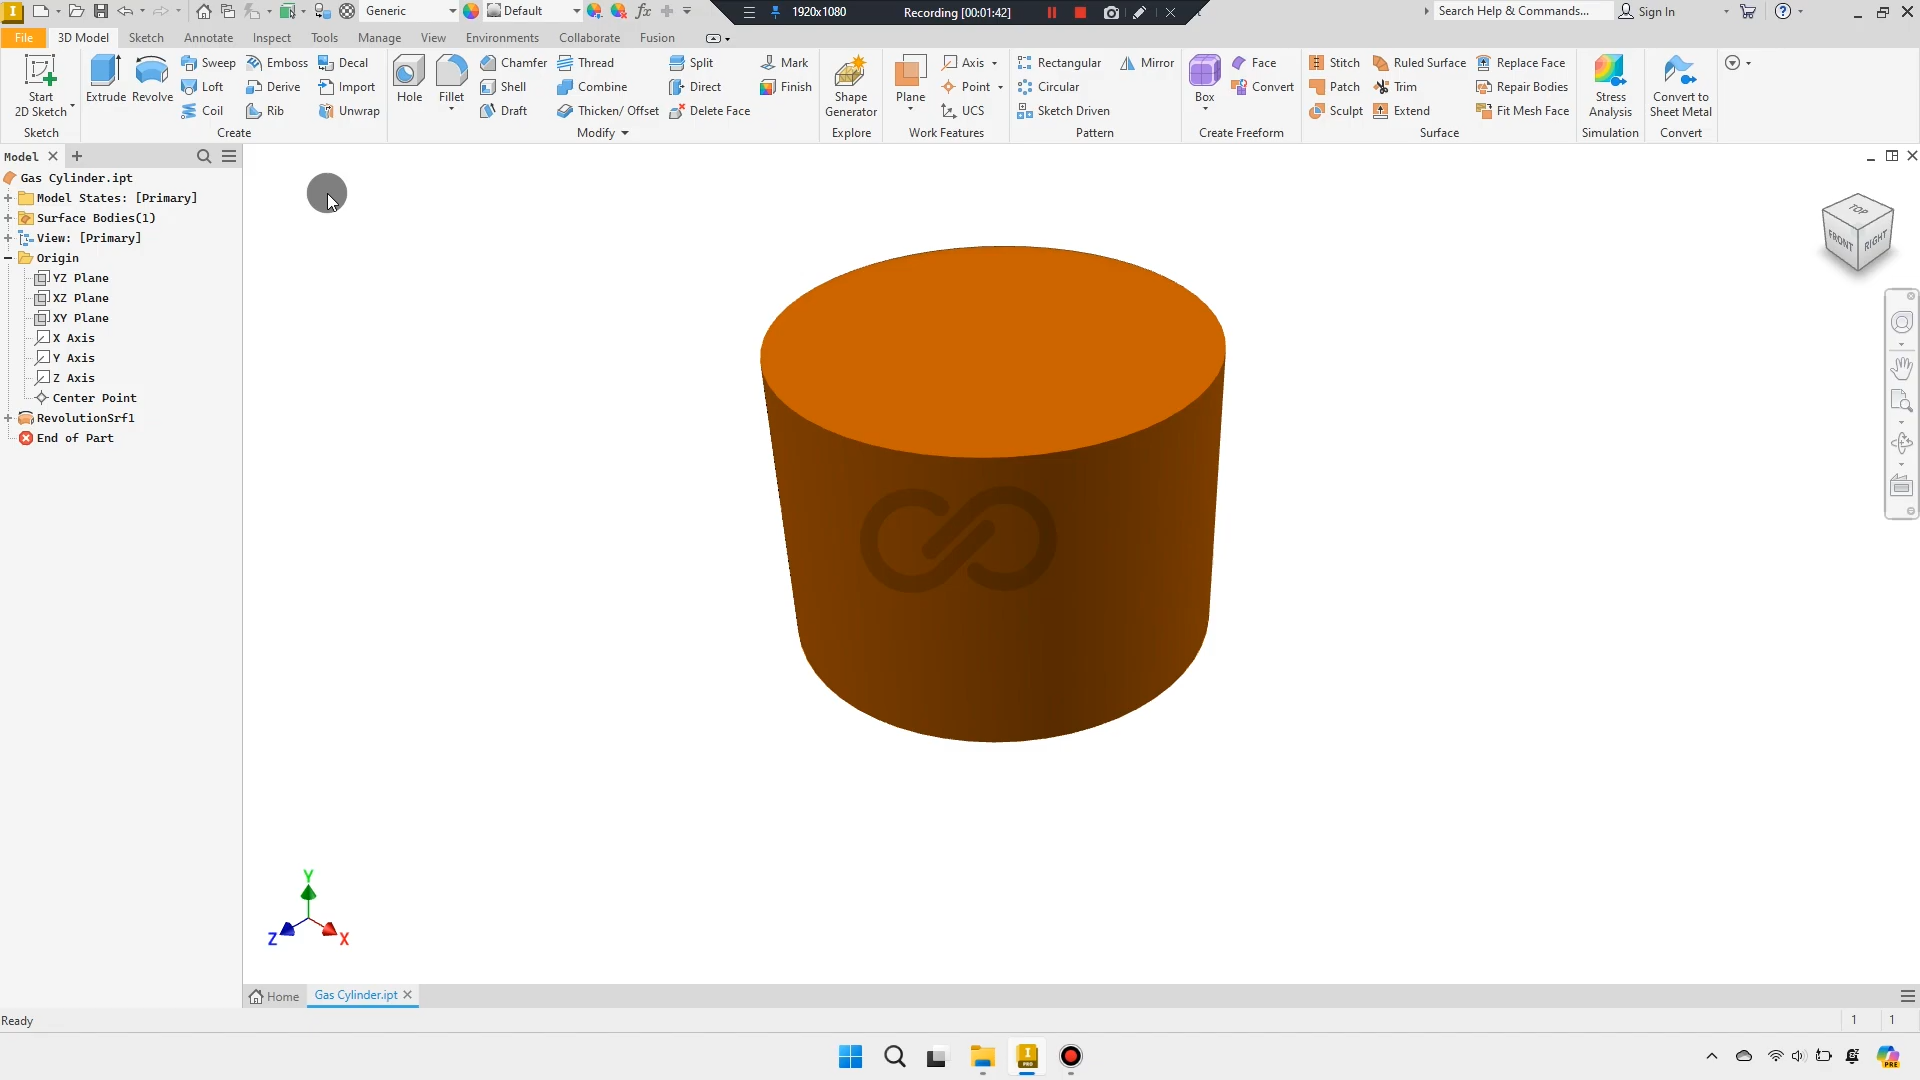 Generic
Default
fx
1920x1080
Recording [00:01:42]
Search Help & Commands...
Sign In
File
3D Model
Sketch
Annotate
Inspect
Tools
Manage
View
Environments
Collaborate
Fusion
Start
2D Sketch
Sketch
Extrude
Revolve
Sweep
Emboss
Decal
Loft
Derive
Import
Coil
Rib
Unwrap
Create
Hole
Fillet
Chamfer
Thread
Split
Shell
Combine
Direct
Draft
Thicken/ Offset
Delete Face
Modify
Mark
Finish
Shape
Generator
Explore
Plane
Axis
Point
UCS
Work Features
Rectangular
Mirror
Circular
Sketch Driven
Pattern
Box
Face
Convert
Create Freeform
Stitch
Ruled Surface
Replace Face
Patch
Trim
Repair Bodies
Sculpt
Extend
Fit Mesh Face
Surface
Stress
Analysis
Simulation
Convert to
Sheet Metal
Convert
Model
Gas Cylinder.ipt
Model States: [Primary]
Surface Bodies(1)
View: [Primary]
Origin
YZ Plane
XZ Plane
XY Plane
X Axis
Y Axis
Z Axis
Center Point
RevolutionSrf1
End of Part
TOP
FRONT
RIGHT
Y
Z
X
Home
Gas Cylinder.ipt
Ready
1
1
I
PRO
PRE